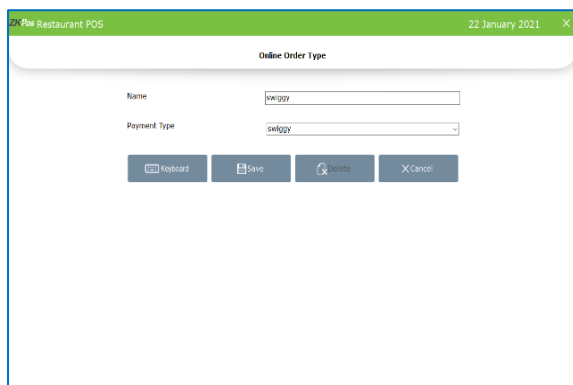 ZKPos Restaurant POS 22 January 2021 X
Online Order Type
Name swiggy
Payment Type swiggy
Keyboard Save Delete Cancel